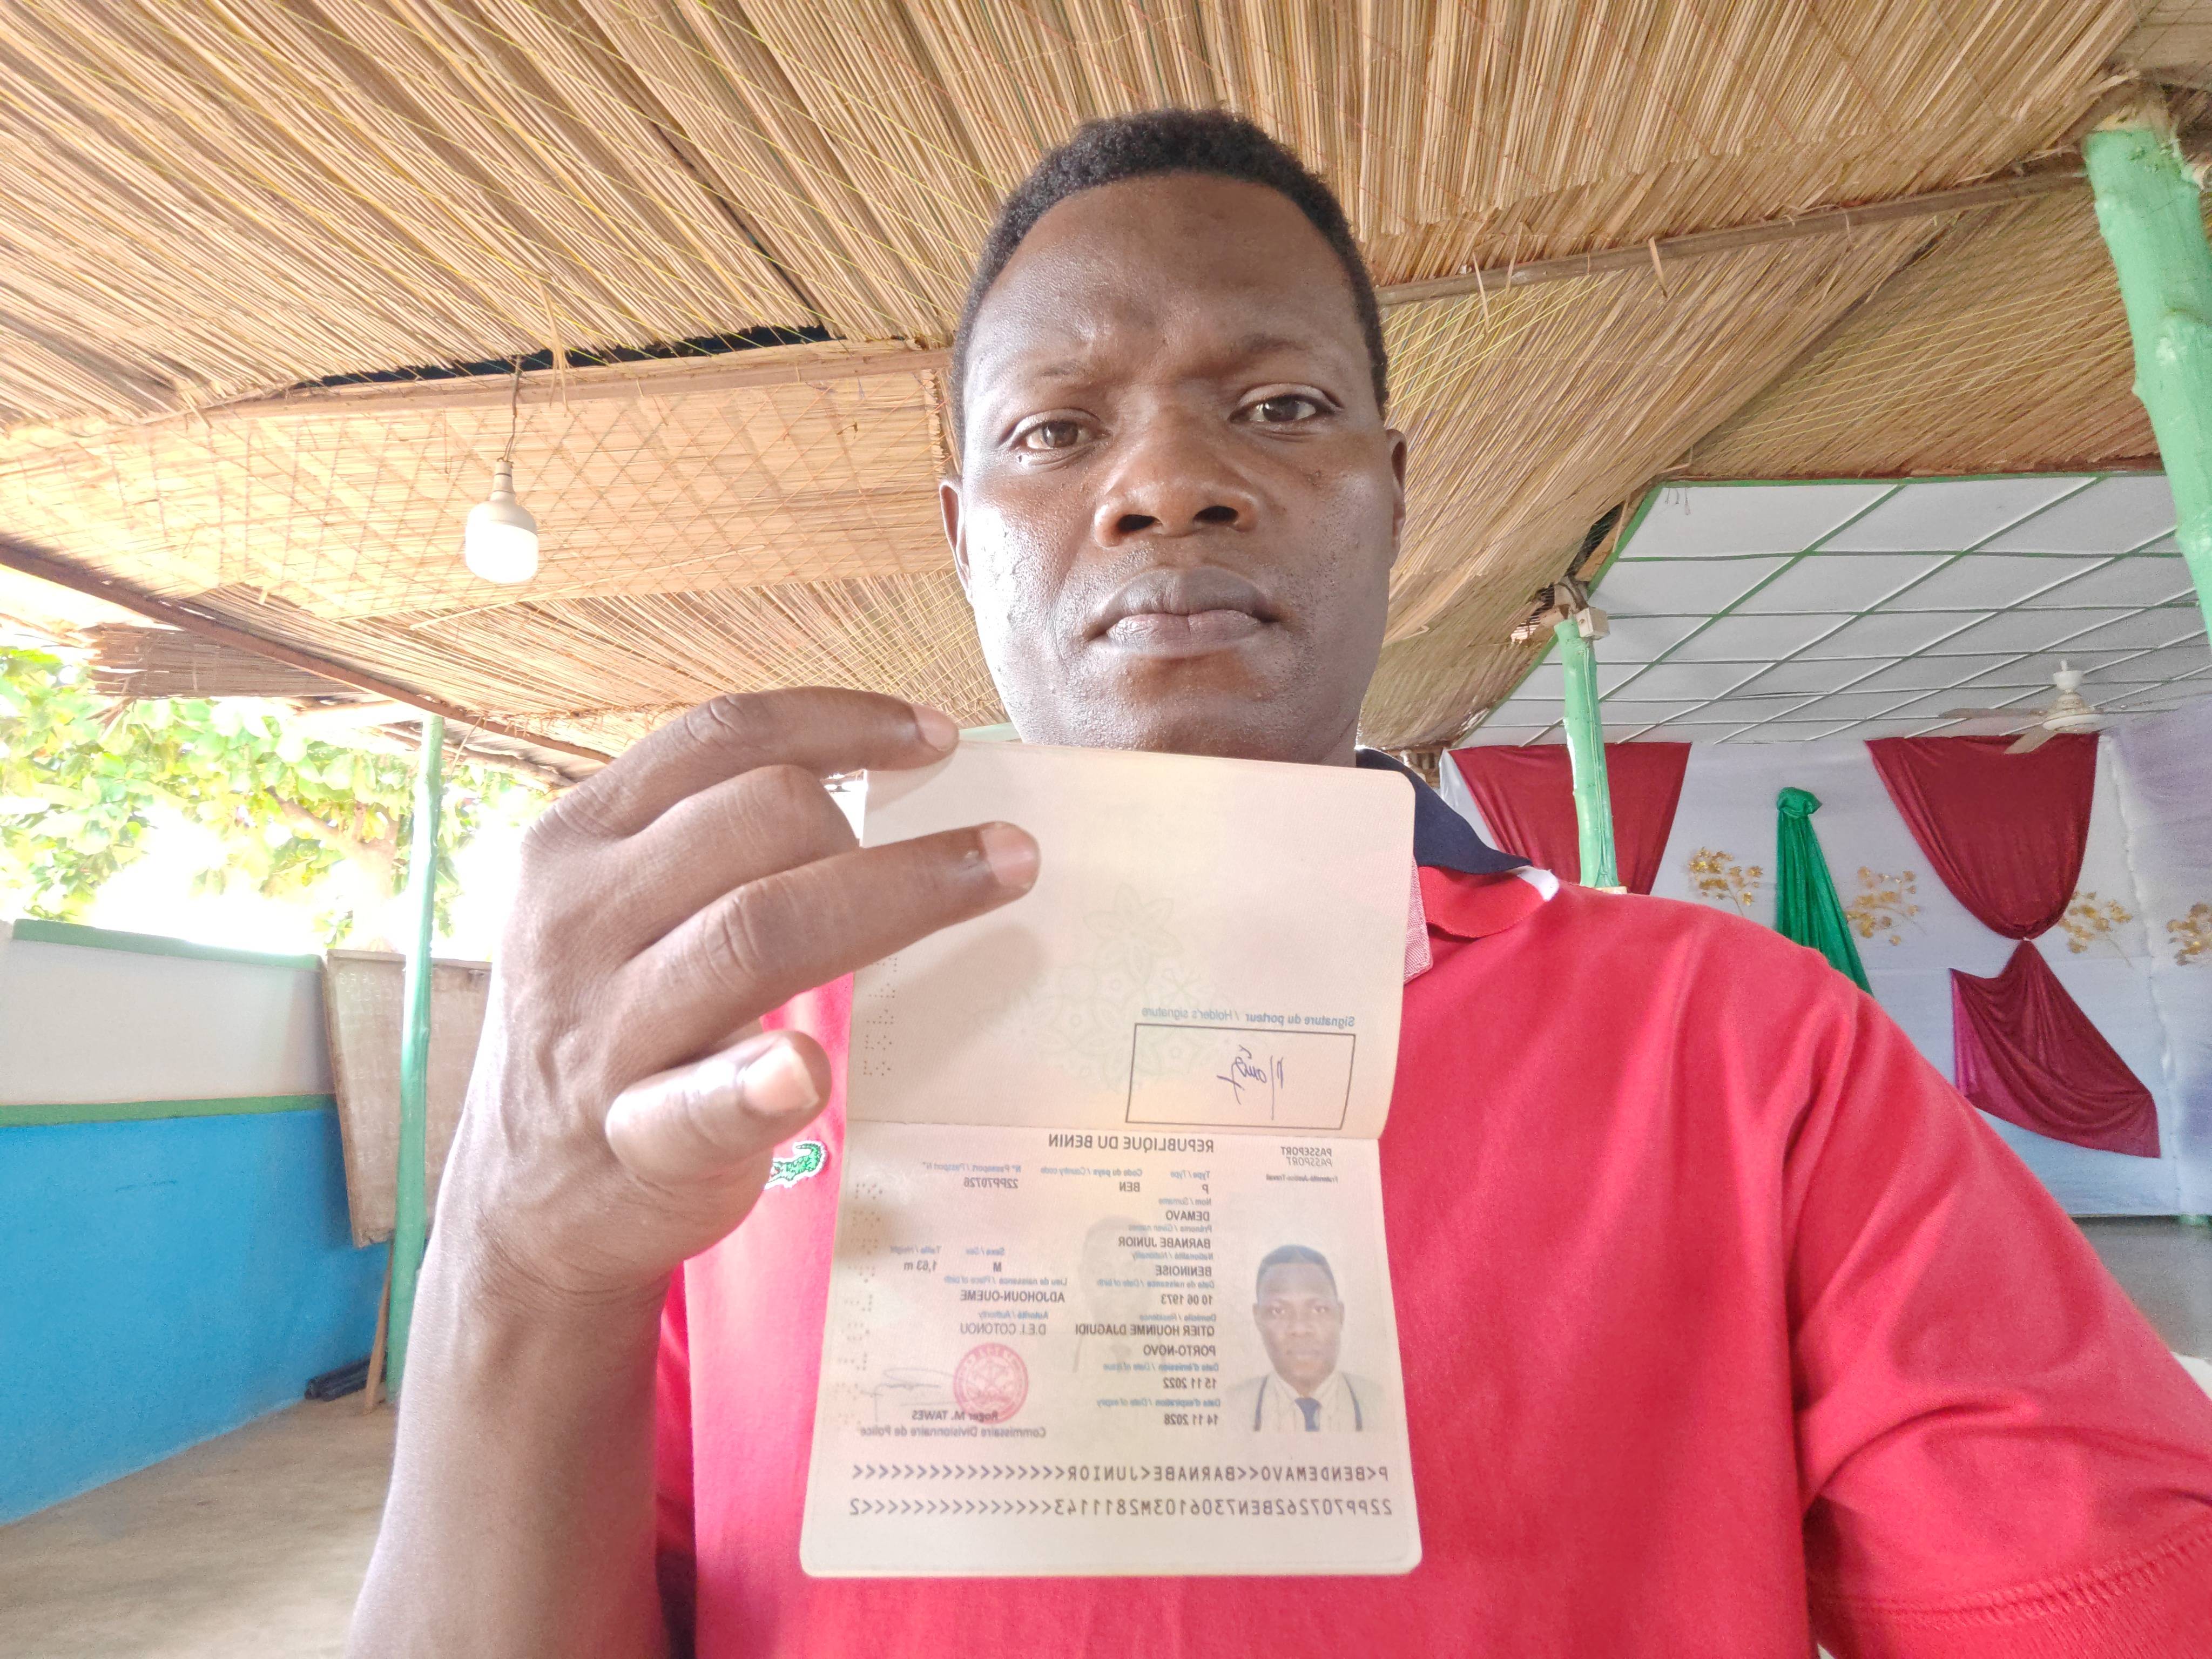 Signature du porteur / Holder's signature
PASSEPORT
PASSPORT
REPUBLIQUE DU BENIN
Fraternité-Justice-Travail
Type / Type
Code du pays / Country code
N° Passeport / Passport N°
P
BEN
22PP70726
Nom / Surname
DEMAVO
Prénoms / Given names
BARNABE JUNIOR
Nationalité / Nationality
Sexe / Sex
Taille / Height
BENINOISE
M
1,63 m
Date de naissance / Date of birth
Lieu de naissance / Place of birth
10 06 1973
ADJOHOUN-OUEME
Domicile / Residence
Autorité / Authority
QTIER HOUINME DJAGUIDI
D.E.I. COTONOU
PORTO-NOVO
Date d'émission / Date of issue
15 11 2022
Date d'expiration / Date of expiry
14 11 2028
Roger M. TAWES
Commissaire Divisionnaire de Police
P<BENDEMAVO<<BARNABE<JUNIOR<<<<<<<<<<<<<<<<<
22PP707262BEN7306103M2811143<<<<<<<<<<<<<<<2